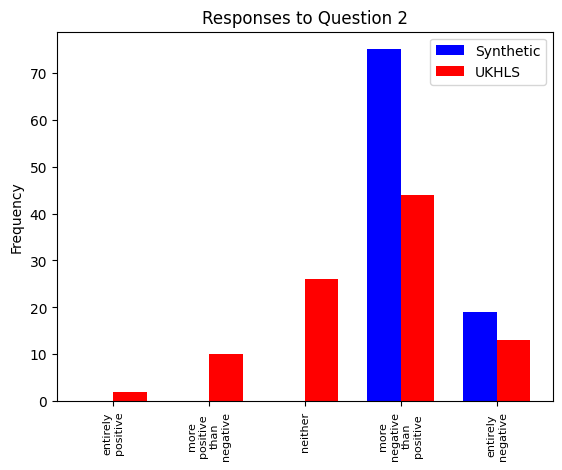 Responses to Question 2
Synthetic
UKHLS
Frequency
70
60
50
40
30
20
10
0
entirely
positive
more
positive
than
negative
neither
more
negative
than
positive
entirely
negative